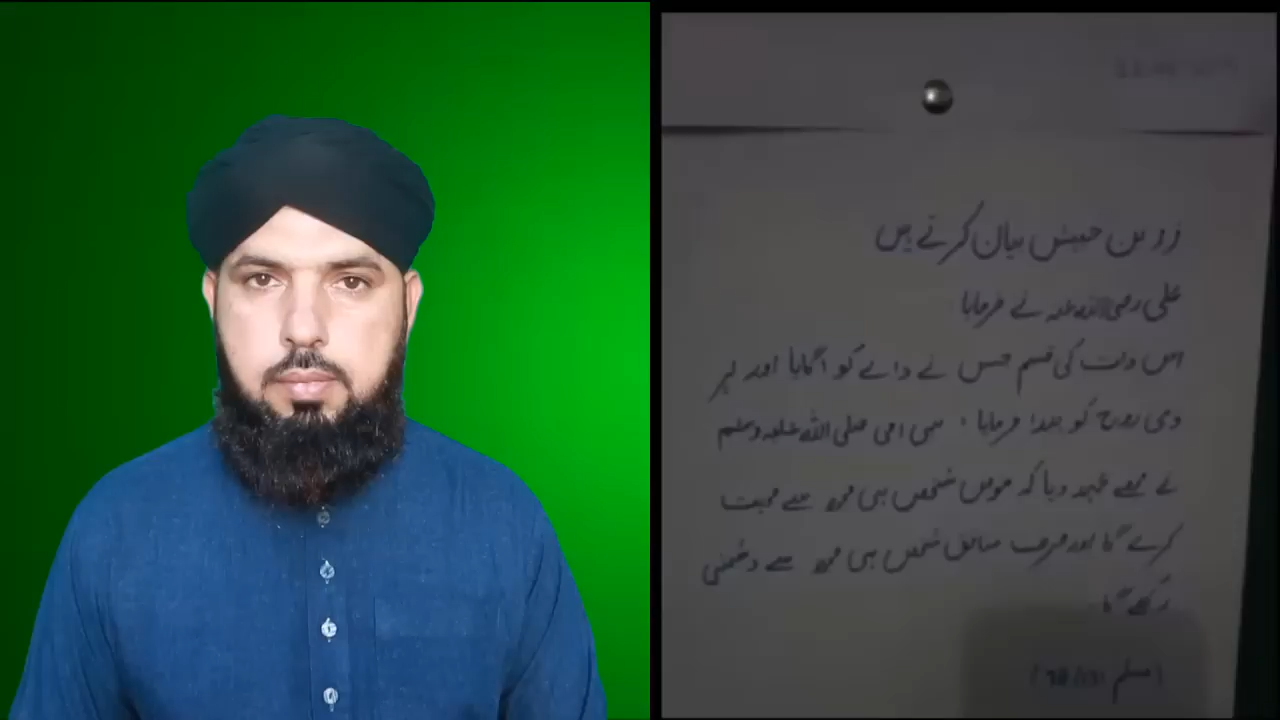 زر بن حبیش بیان کرتے ہیں
علی رضی اللہ عنہ نے فرمایا
اس ذات کی قسم جس نے دانے کو اگایا اور پھر
ذی روح کو پیدا فرمایا ، نبی امی صلی اللہ علیہ وسلم
نے مجھے عہد دیا کہ مومن شخص ہی مجھ سے محبت
کرے گا اور صرف منافق شخص ہی مجھ سے دشمنی
رکھے گا
(مسلم